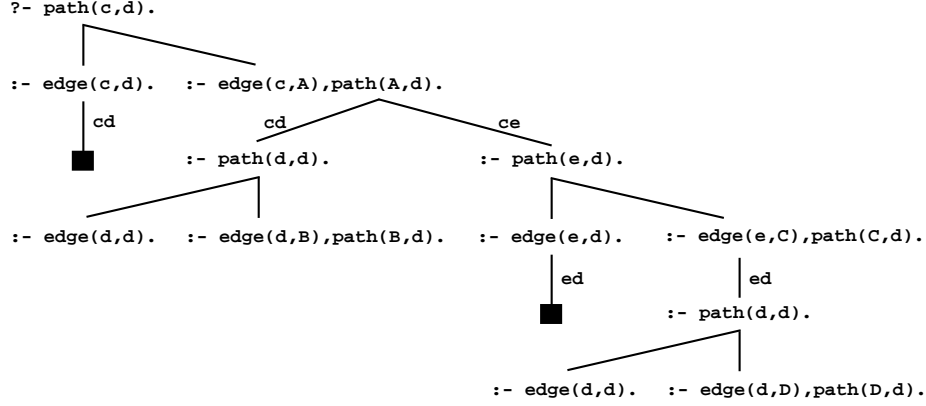 ?- path(c,d).
:- edge(c,d). :- edge(c,A),path(A,d).
cd cd ce
:- path(d,d). :- path(e,d).
:- edge(d,d). :- edge(d,B),path(B,d). :- edge(e,d). :- edge(e,C),path(C,d).
ed ed
:- path(d,d).
:- edge(d,d). :- edge(d,D),path(D,d).